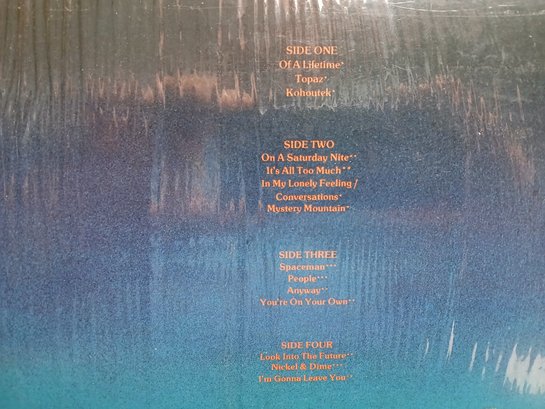 SIDE ONE
Of A Lifetime*
Topaz*
Kohoutek*
SIDE TWO
On A Saturday Nite**
It's All Too Much**
In My Lonely Feeling /
Conversations*
Mystery Mountain*
SIDE THREE
Spaceman***
People***
Anyway**
You're On Your Own**
SIDE FOUR
Look Into The Future**
Nickel & Dime***
I'm Gonna Leave You**